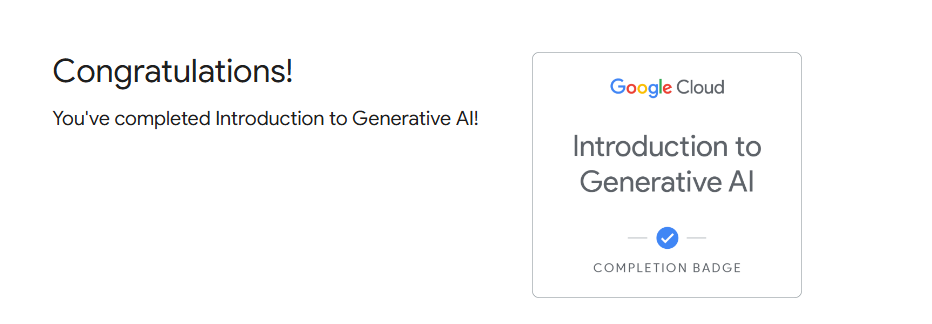 Congratulations!
You've completed Introduction to Generative AI!
Google Cloud
Introduction to
Generative AI
COMPLETION BADGE